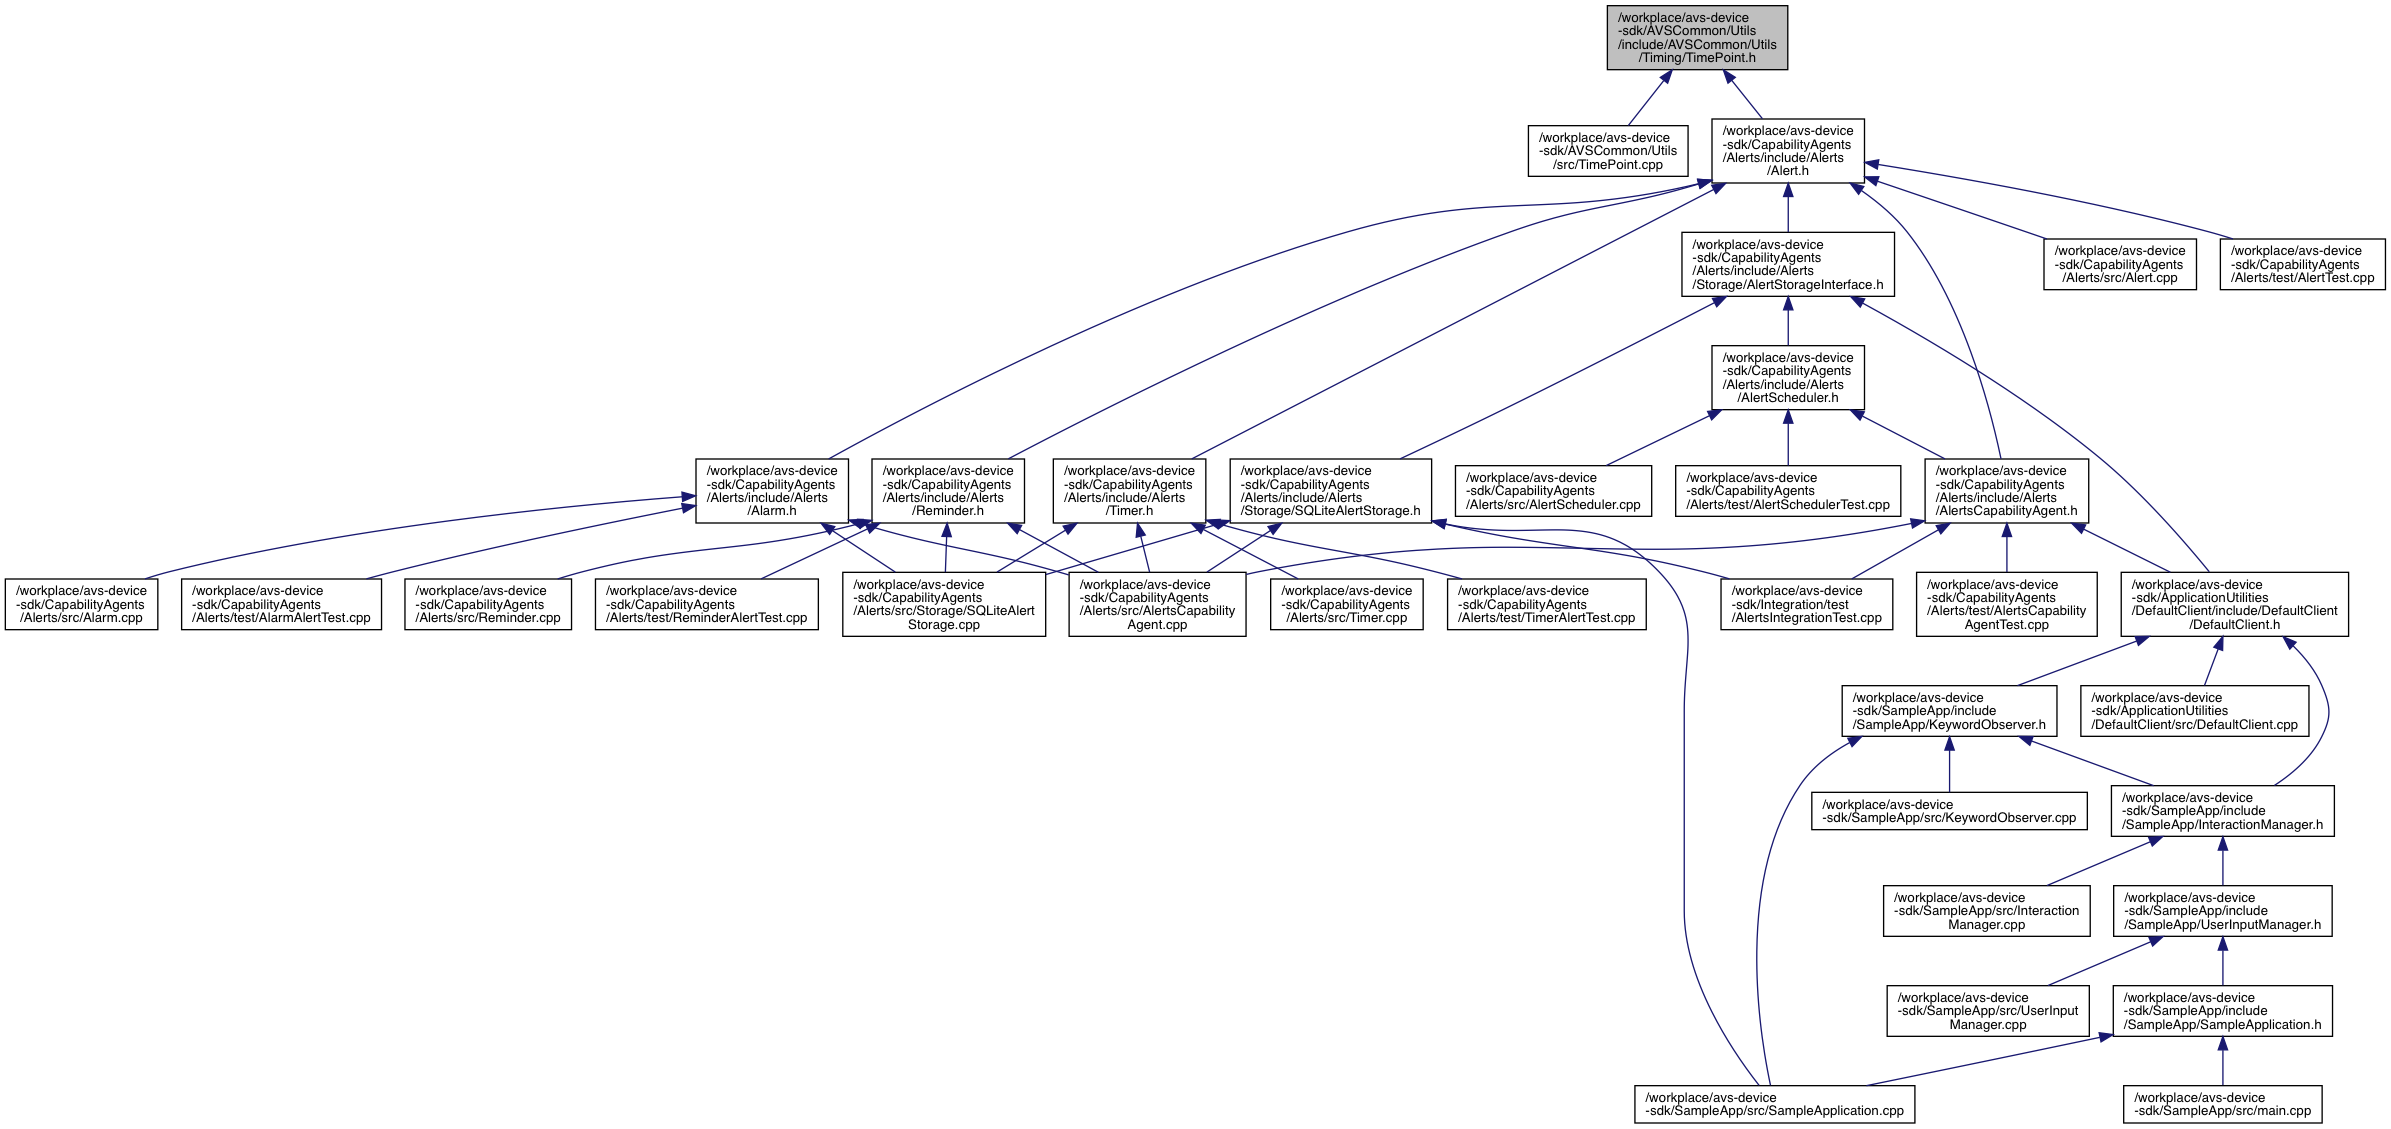 /workplace/avs-device
-sdk/AVSCommon/Utils
/include/AVSCommon/Utils
/Timing/TimePoint.h
/workplace/avs-device
-sdk/AVSCommon/Utils
/src/TimePoint.cpp
/workplace/avs-device
-sdk/CapabilityAgents
/Alerts/include/Alerts
/Alert.h
/workplace/avs-device
-sdk/CapabilityAgents
/Alerts/include/Alerts
/Storage/AlertStorageInterface.h
/workplace/avs-device
-sdk/CapabilityAgents
/Alerts/src/Alert.cpp
/workplace/avs-device
-sdk/CapabilityAgents
/Alerts/test/AlertTest.cpp
/workplace/avs-device
-sdk/CapabilityAgents
/Alerts/include/Alerts
/AlertScheduler.h
/workplace/avs-device
-sdk/CapabilityAgents
/Alerts/include/Alerts
/Alarm.h
/workplace/avs-device
-sdk/CapabilityAgents
/Alerts/include/Alerts
/Reminder.h
/workplace/avs-device
-sdk/CapabilityAgents
/Alerts/include/Alerts
/Timer.h
/workplace/avs-device
-sdk/CapabilityAgents
/Alerts/include/Alerts
/Storage/SQLiteAlertStorage.h
/workplace/avs-device
-sdk/CapabilityAgents
/Alerts/src/AlertScheduler.cpp
/workplace/avs-device
-sdk/CapabilityAgents
/Alerts/test/AlertSchedulerTest.cpp
/workplace/avs-device
-sdk/CapabilityAgents
/Alerts/include/Alerts
/AlertsCapabilityAgent.h
/workplace/avs-device
-sdk/CapabilityAgents
/Alerts/src/Alarm.cpp
/workplace/avs-device
-sdk/CapabilityAgents
/Alerts/test/AlarmAlertTest.cpp
/workplace/avs-device
-sdk/CapabilityAgents
/Alerts/src/Reminder.cpp
/workplace/avs-device
-sdk/CapabilityAgents
/Alerts/test/ReminderAlertTest.cpp
/workplace/avs-device
-sdk/CapabilityAgents
/Alerts/src/Storage/SQLiteAlert
Storage.cpp
/workplace/avs-device
-sdk/CapabilityAgents
/Alerts/src/AlertsCapability
Agent.cpp
/workplace/avs-device
-sdk/CapabilityAgents
/Alerts/src/Timer.cpp
/workplace/avs-device
-sdk/CapabilityAgents
/Alerts/test/TimerAlertTest.cpp
/workplace/avs-device
-sdk/Integration/test
/AlertsIntegrationTest.cpp
/workplace/avs-device
-sdk/CapabilityAgents
/Alerts/test/AlertsCapability
AgentTest.cpp
/workplace/avs-device
-sdk/ApplicationUtilities
/DefaultClient/include/DefaultClient
/DefaultClient.h
/workplace/avs-device
-sdk/SampleApp/include
/SampleApp/KeywordObserver.h
/workplace/avs-device
-sdk/ApplicationUtilities
/DefaultClient/src/DefaultClient.cpp
/workplace/avs-device
-sdk/SampleApp/src/KeywordObserver.cpp
/workplace/avs-device
-sdk/SampleApp/include
/SampleApp/InteractionManager.h
/workplace/avs-device
-sdk/SampleApp/src/Interaction
Manager.cpp
/workplace/avs-device
-sdk/SampleApp/include
/SampleApp/UserInputManager.h
/workplace/avs-device
-sdk/SampleApp/src/UserInput
Manager.cpp
/workplace/avs-device
-sdk/SampleApp/include
/SampleApp/SampleApplication.h
/workplace/avs-device
-sdk/SampleApp/src/SampleApplication.cpp
/workplace/avs-device
-sdk/SampleApp/src/main.cpp